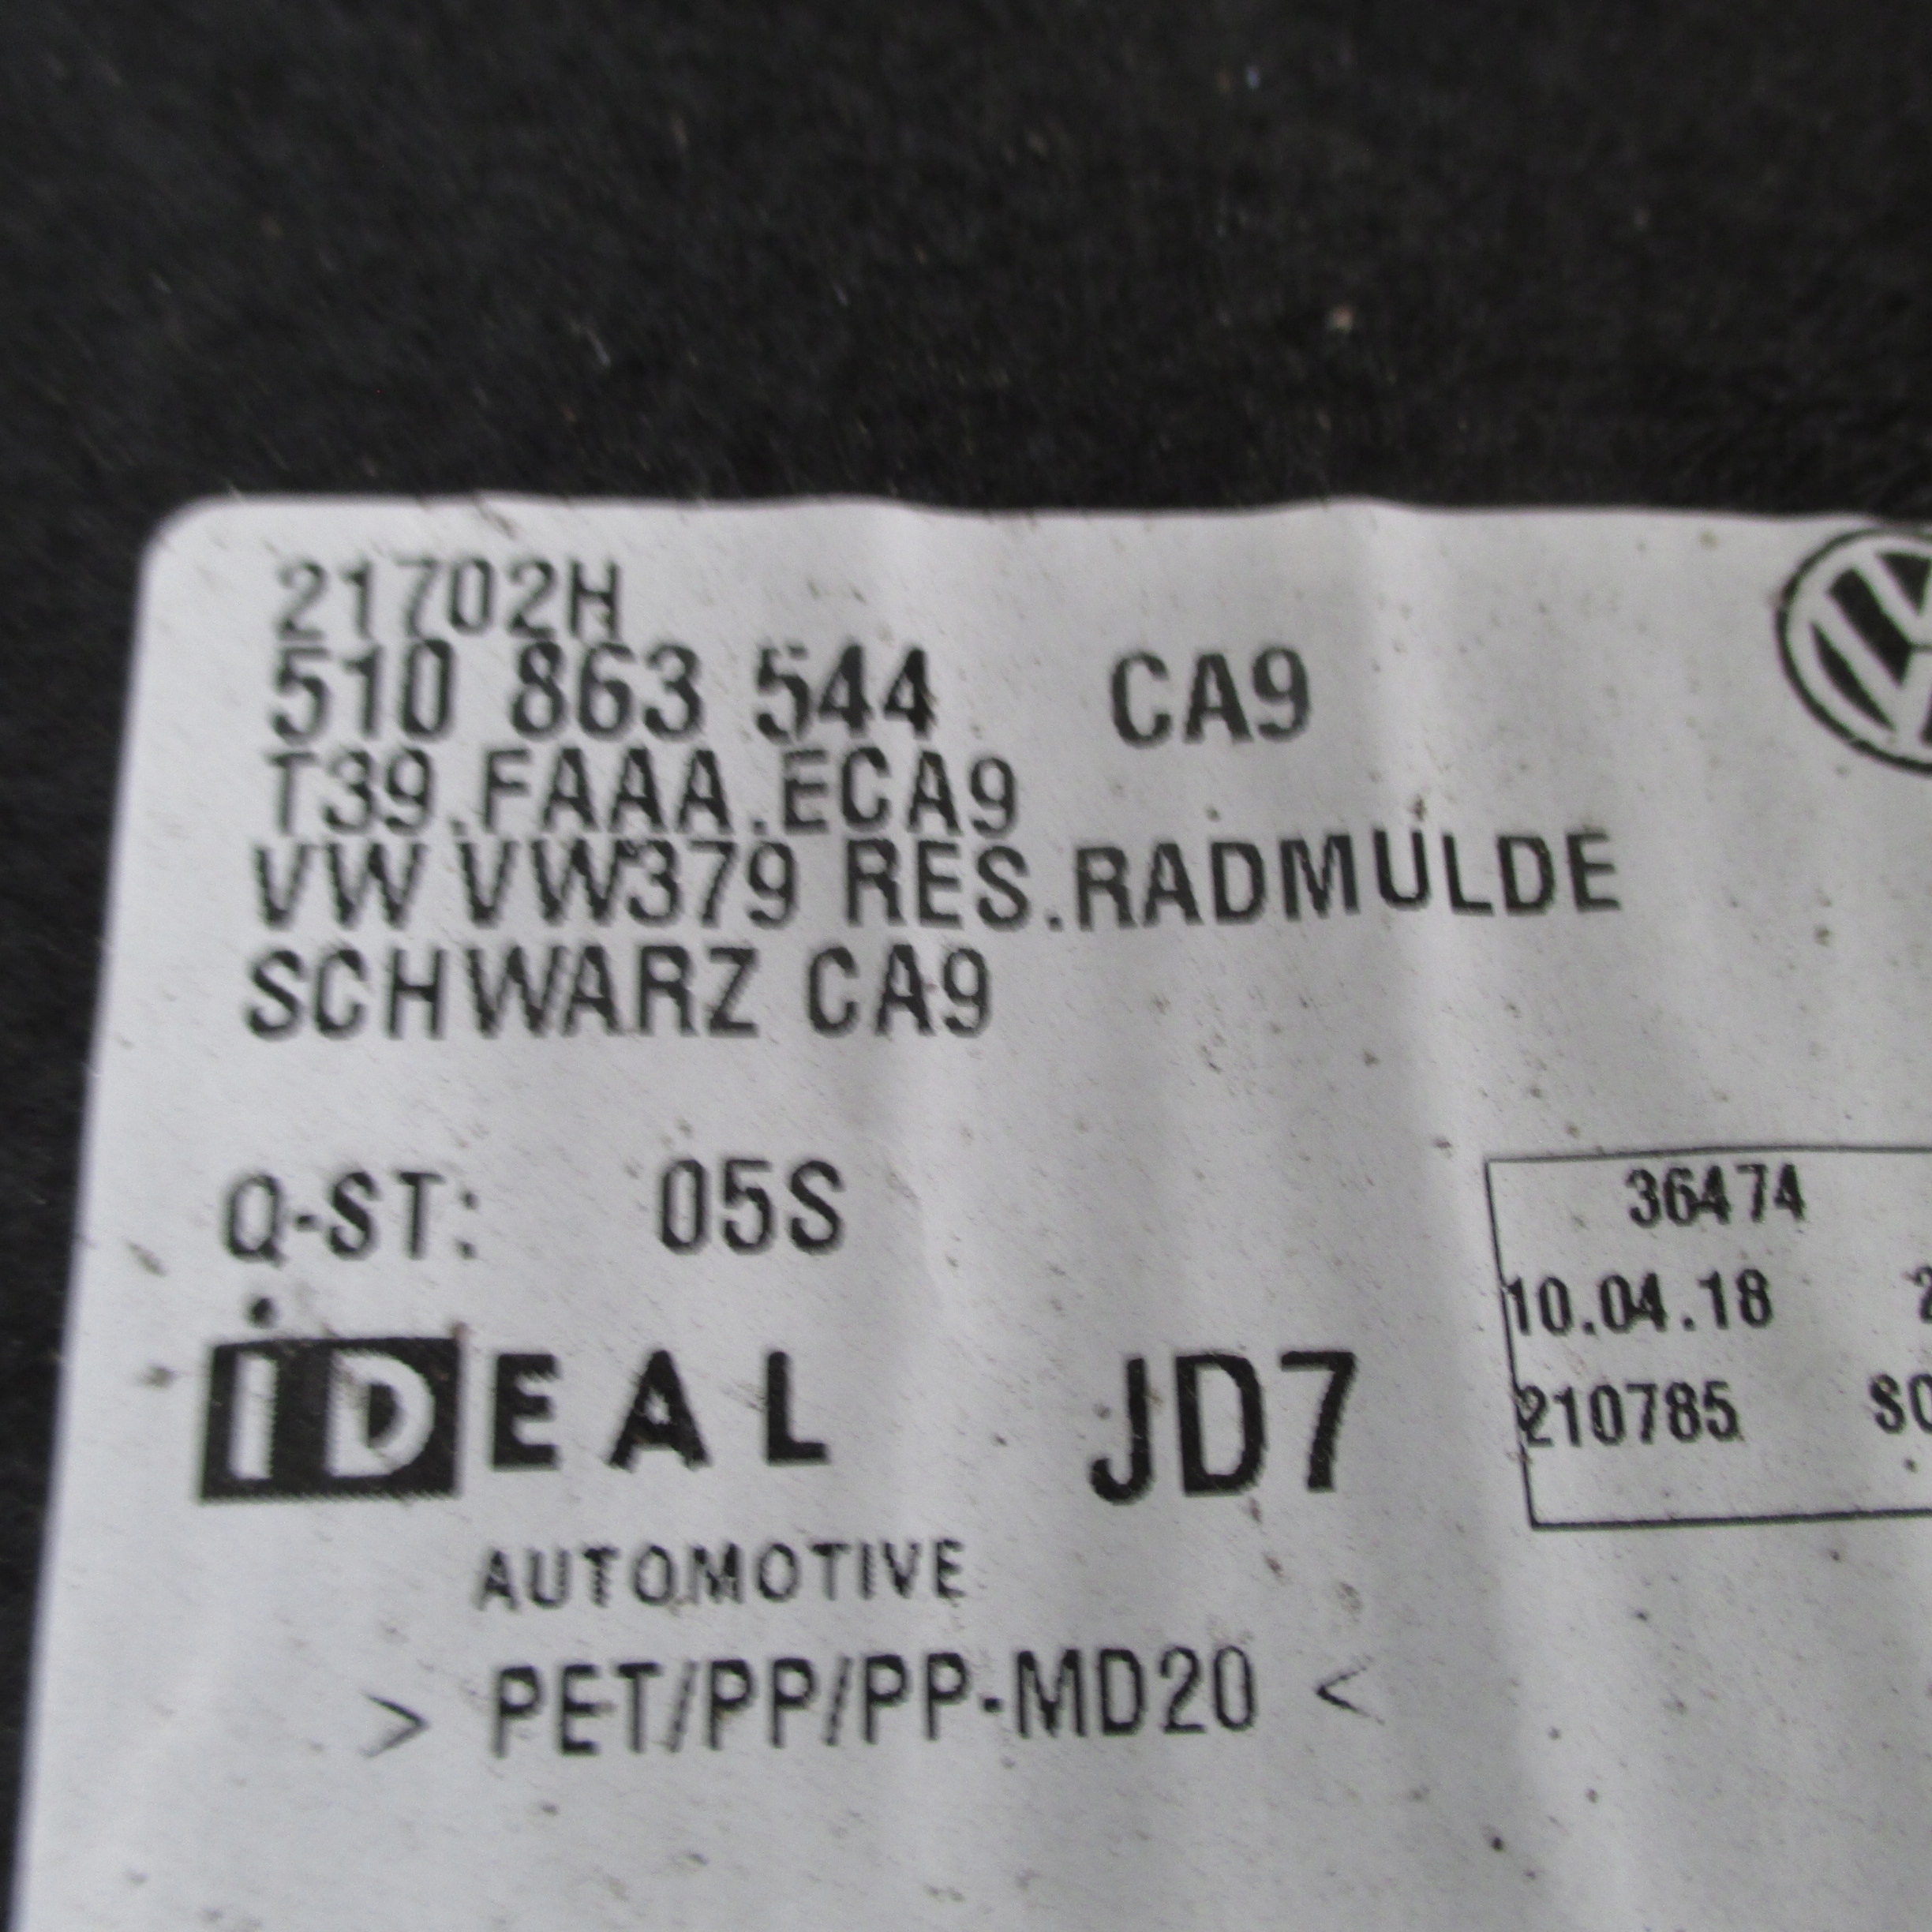 21702H
510 863 544 CA9
T39.FAAA.ECA9
VW VW379 RES.RADMULDE
SCHWARZ CA9
Q-ST: 05S
36474
10.04.18
210785
iDEAL JD7
AUTOMOTIVE
> PET/PP/PP-MD20 <